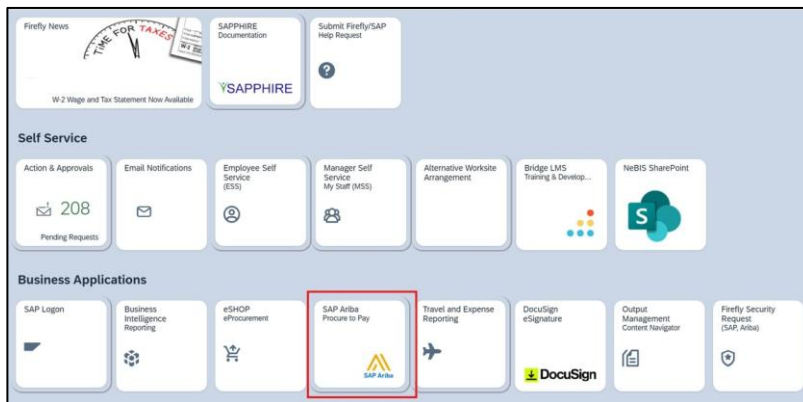 Firefly News
TIME FOR TAXES
W-2
W-2 Wage and Tax Statement Now Available
SAPPHIRE
Documentation
SAPPHIRE
Submit Firefly/SAP
Help Request
Self Service
Action & Approvals
208
Pending Requests
Email Notifications
Employee Self
Service
(ESS)
Manager Self
Service
My Staff (MSS)
Alternative Worksite
Arrangement
Bridge LMS
Training & Develop...
NeBIS SharePoint
S
Business Applications
SAP Logon
Business
Intelligence
Reporting
eSHOP
eProcurement
SAP Ariba
Procure to Pay
SAP Ariba
Travel and Expense
Reporting
DocuSign
eSignature
DocuSign
Output
Management
Content Navigator
Firefly Security
Request
(SAP, Ariba)